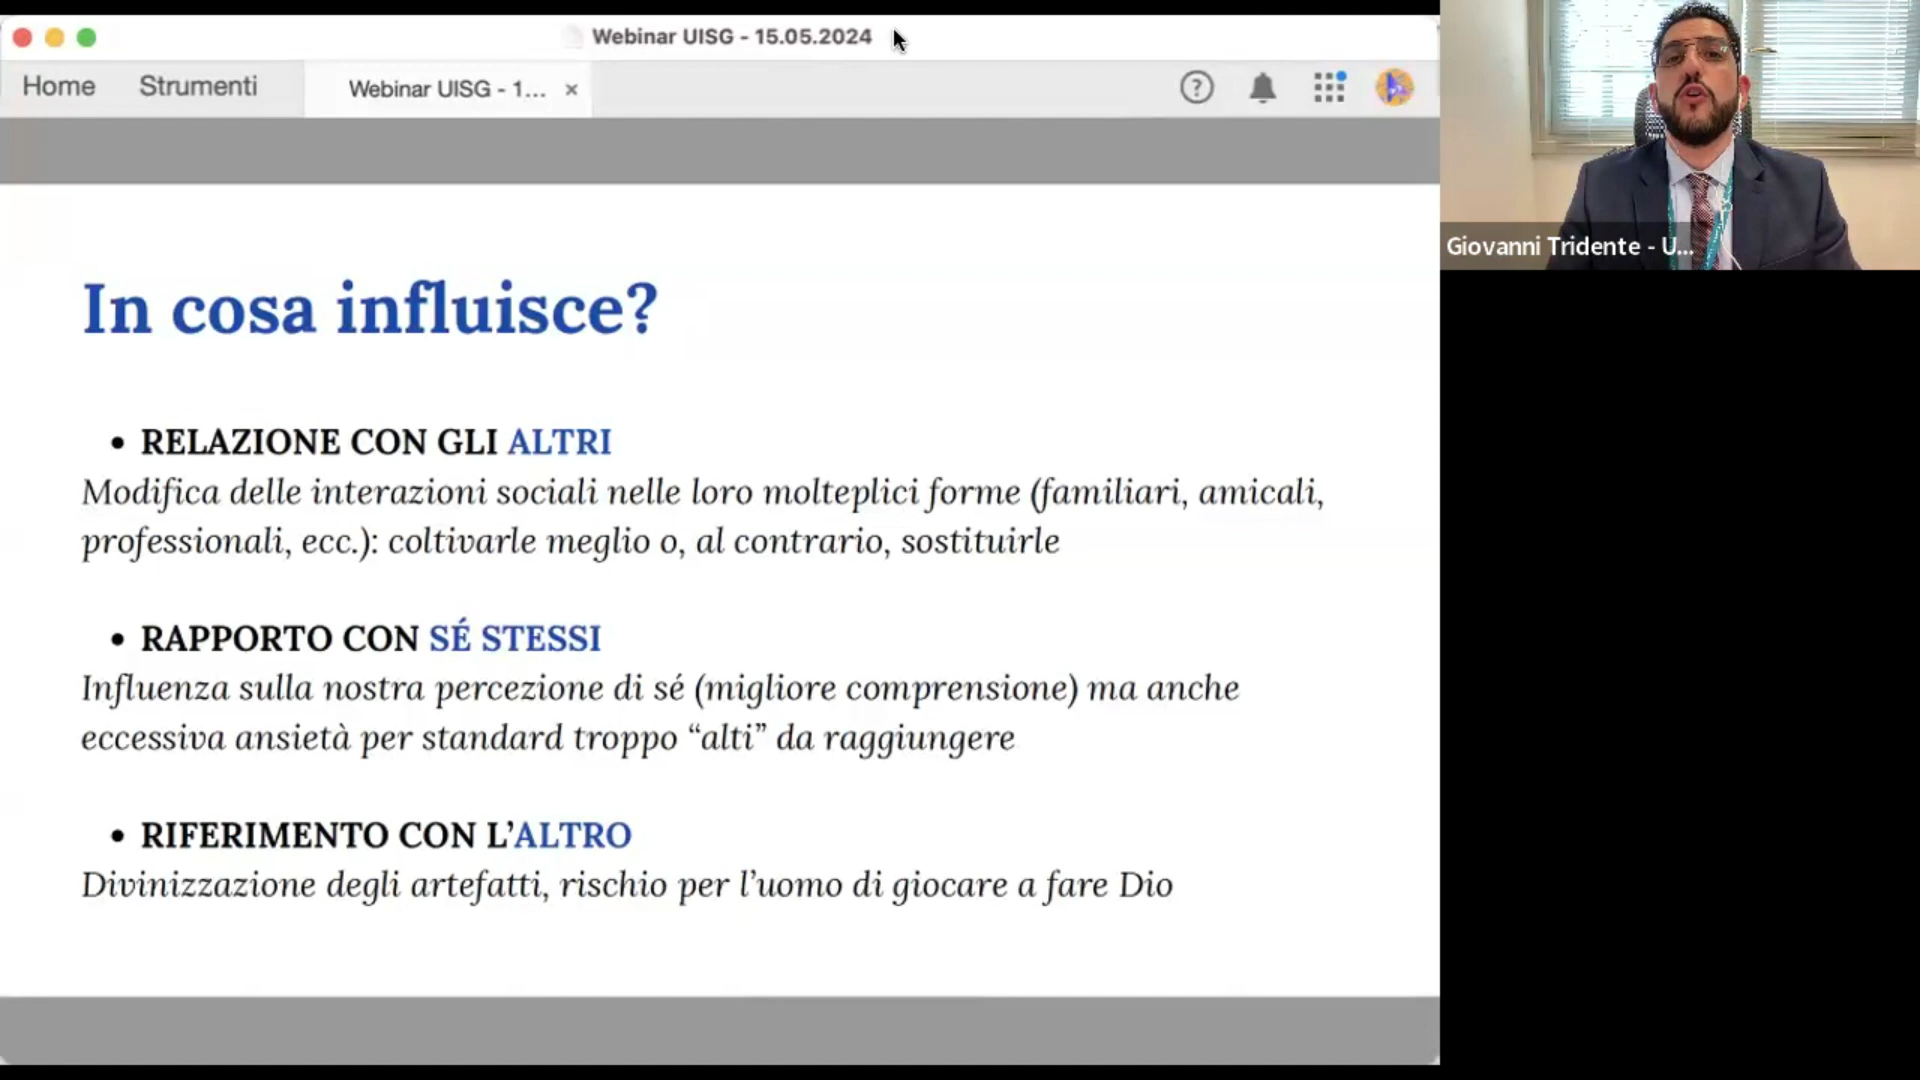 Webinar UISG - 15.05.2024
Home Strumenti Webinar UISG - 1... ×
Giovanni Tridente - U...
In cosa influisce?
• RELAZIONE CON GLI ALTRI
Modifica delle interazioni sociali nelle loro molteplici forme (familiari, amicali,
professionali, ecc.): coltivarle meglio o, al contrario, sostituirle
• RAPPORTO CON SÉ STESSI
Influenza sulla nostra percezione di sé (migliore comprensione) ma anche
eccessiva ansietà per standard troppo “alti” da raggiungere
• RIFERIMENTO CON L’ALTRO
Divinizzazione degli artefatti, rischio per l’uomo di giocare a fare Dio